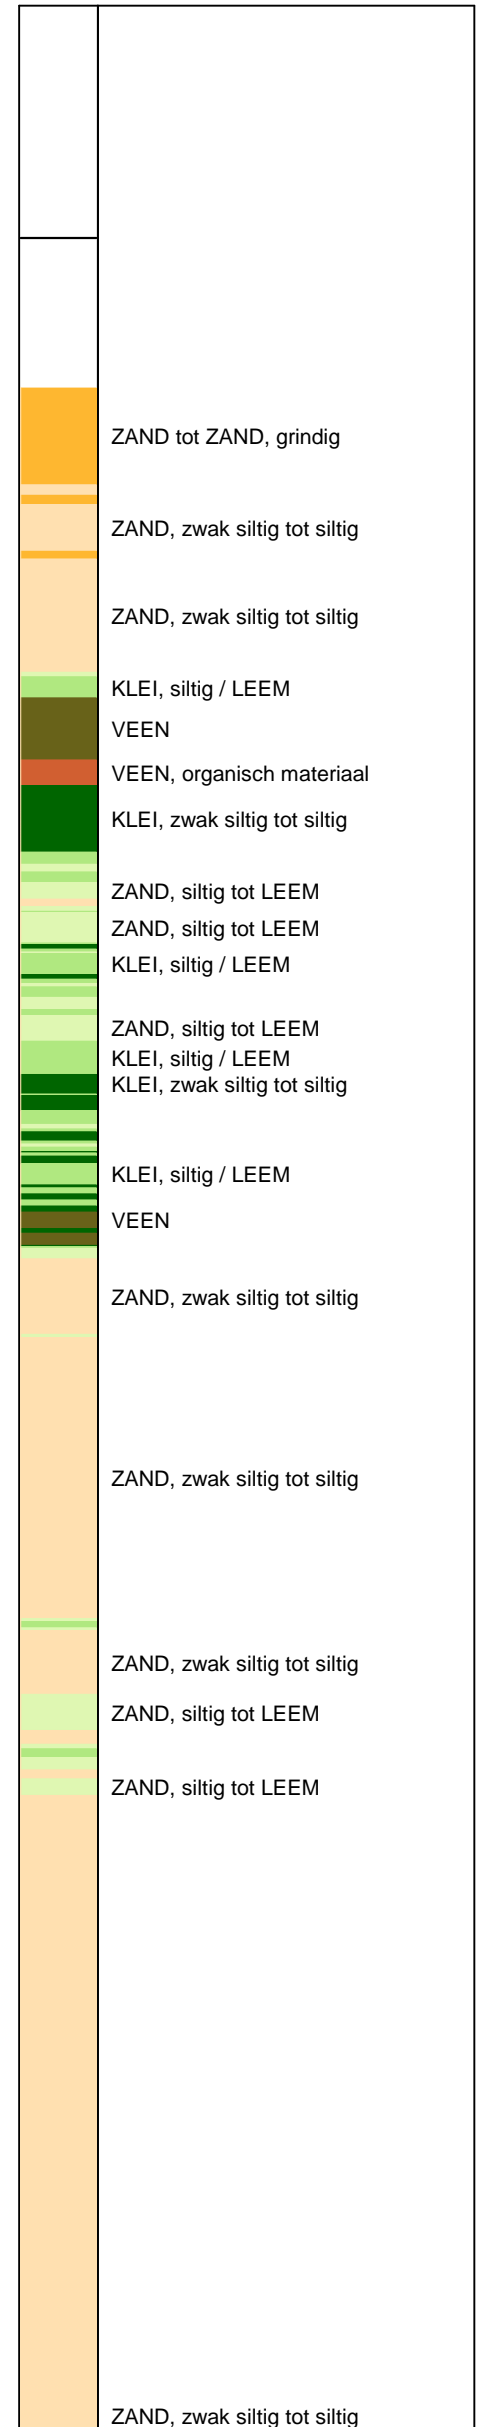 ZAND tot ZAND, grindig
ZAND, zwak siltig tot siltig
ZAND, zwak siltig tot siltig
KLEI, siltig / LEEM
VEEN
VEEN, organisch materiaal
KLEI, zwak siltig tot siltig
ZAND, siltig tot LEEM
ZAND, siltig tot LEEM
KLEI, siltig / LEEM
ZAND, siltig tot LEEM
KLEI, siltig / LEEM
KLEI, zwak siltig tot siltig
KLEI, siltig / LEEM
VEEN
ZAND, zwak siltig tot siltig
ZAND, zwak siltig tot siltig
ZAND, zwak siltig tot siltig
ZAND, siltig tot LEEM
ZAND, siltig tot LEEM
ZAND, zwak siltig tot siltig